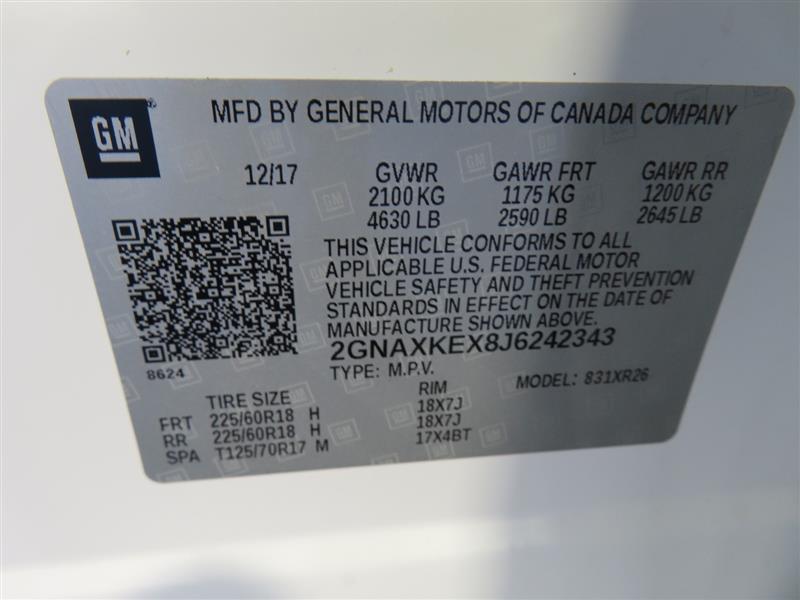 GM®
MFD BY GENERAL MOTORS OF CANADA COMPANY
12/17 GVWR GAWR FRT GAWR RR
2100 KG 1175 KG 1200 KG
4630 LB 2590 LB 2645 LB
THIS VEHICLE CONFORMS TO ALL
APPLICABLE U.S. FEDERAL MOTOR
VEHICLE SAFETY AND THEFT PREVENTION
STANDARDS IN EFFECT ON THE DATE OF
MANUFACTURE SHOWN ABOVE.
2GNAXKEX8J6242343
8624
TYPE: M.P.V. MODEL: 831XR26
TIRE SIZE RIM
FRT 225/60R18 H 18X7J
RR 225/60R18 H 18X7J
SPA T125/70R17 M 17X4BT